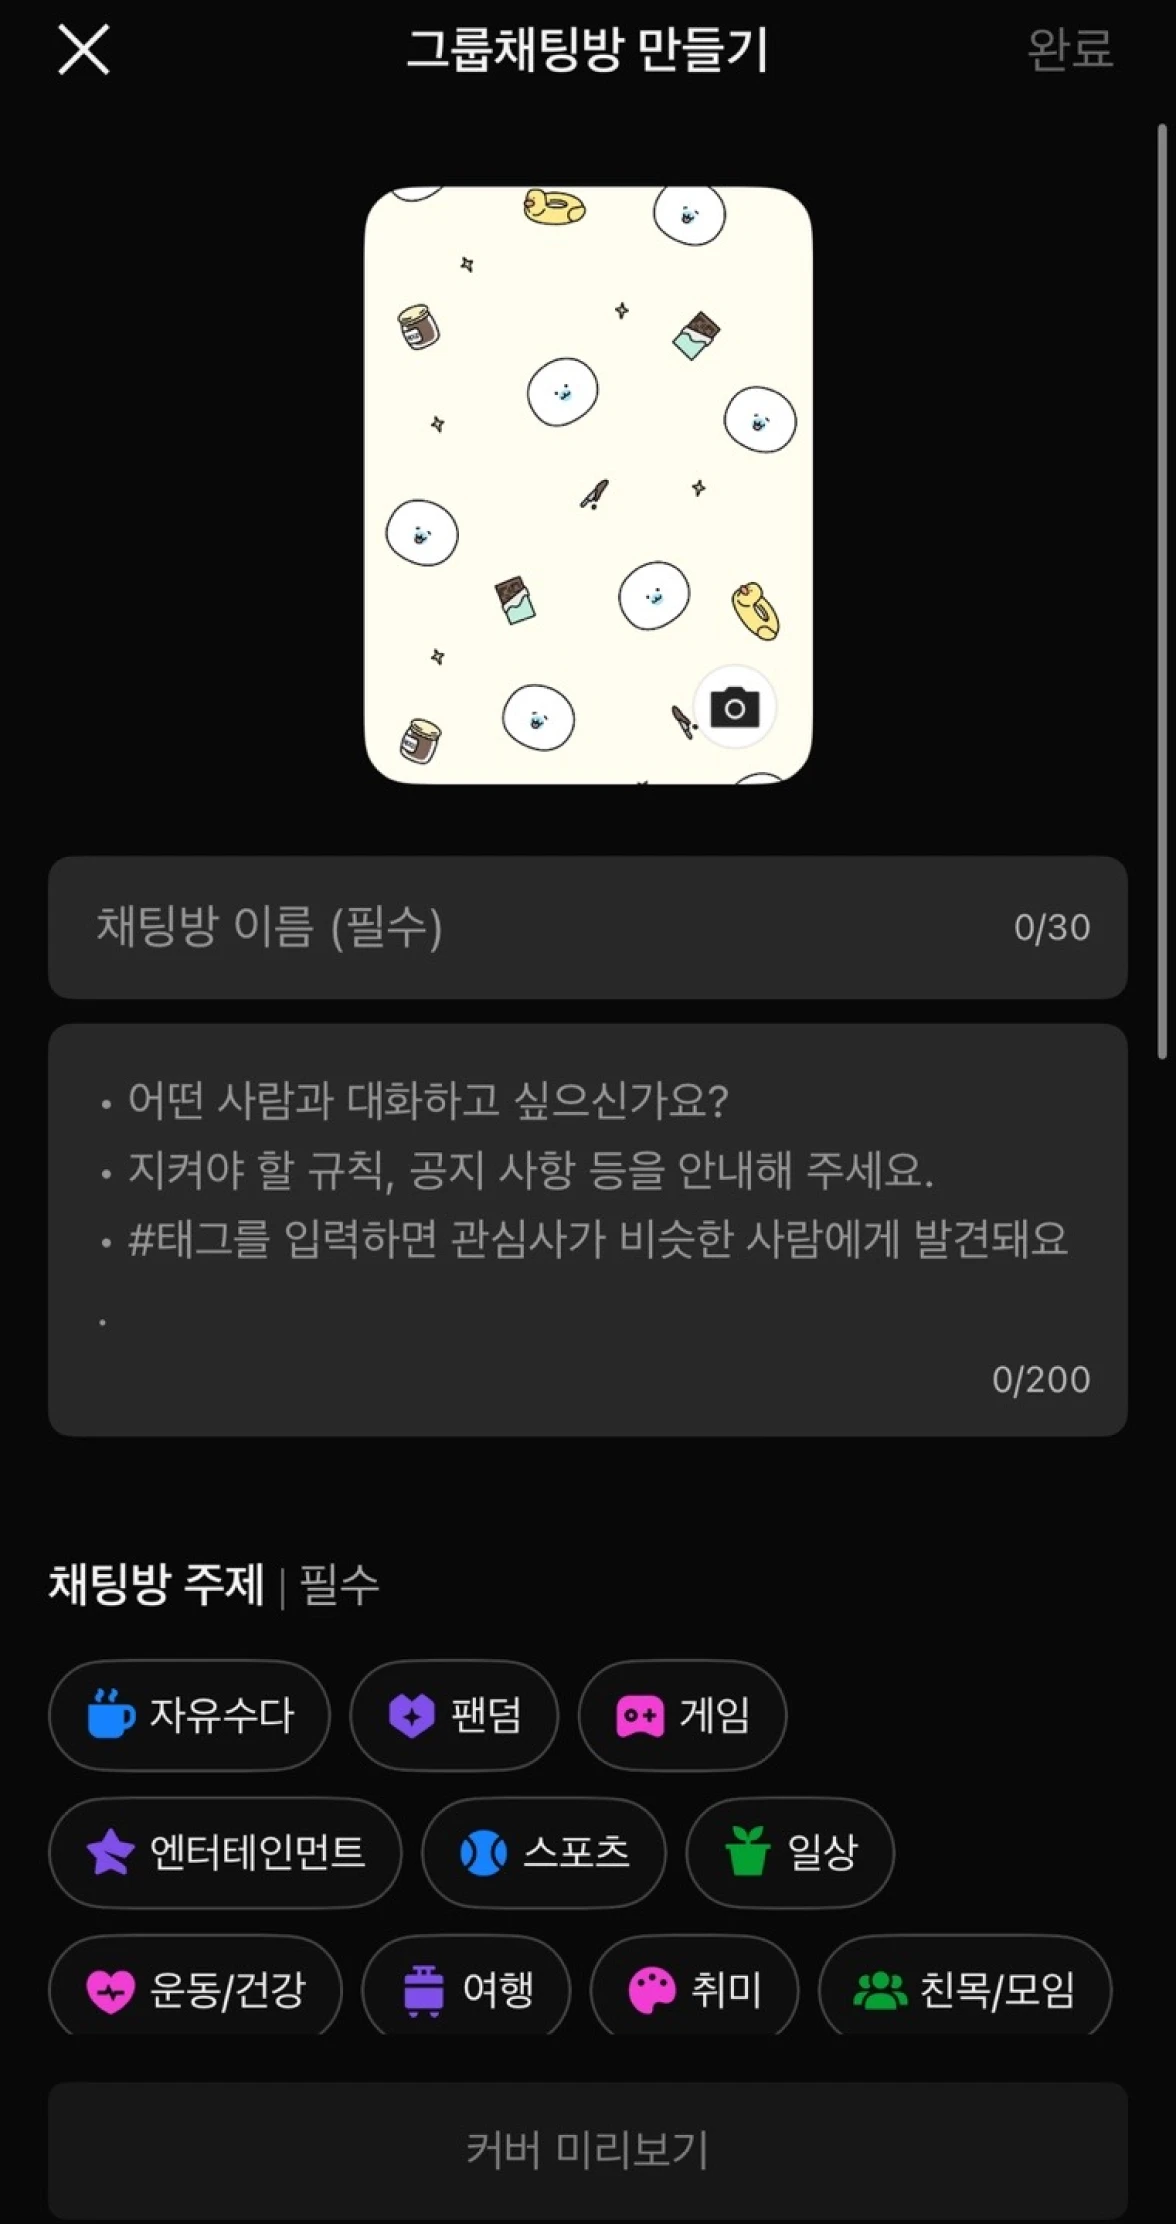 그룹채팅방 만들기
완료
채팅방 이름 (필수)
0/30
• 어떤 사람과 대화하고 싶으신가요?
• 지켜야 할 규칙, 공지 사항 등을 안내해 주세요.
• #태그를 입력하면 관심사가 비슷한 사람에게 발견돼요
.
0/200
채팅방 주제 | 필수
자유수다 팬덤 게임
엔터테인먼트 스포츠 일상
운동/건강 여행 취미 친목/모임
커버 미리보기